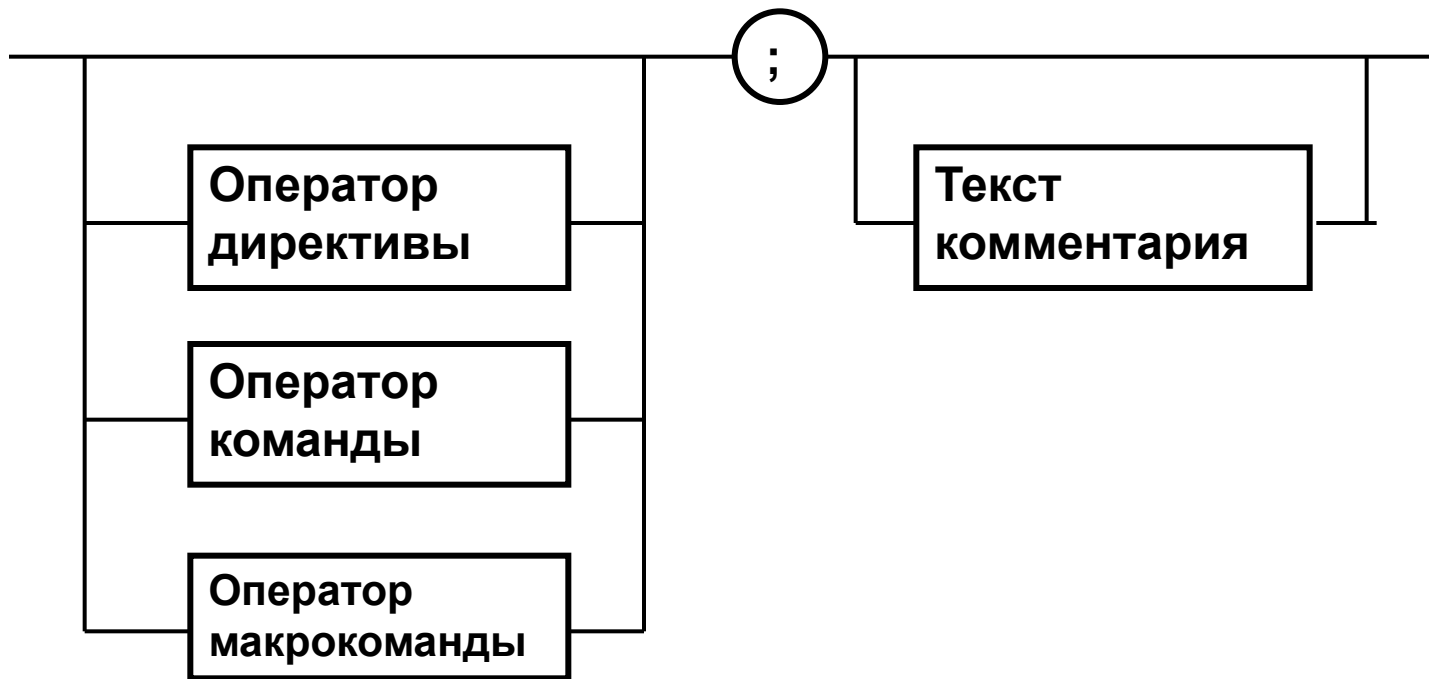 ;
Оператор
директивы
Текст
комментария
Оператор
команды
Оператор
макрокоманды